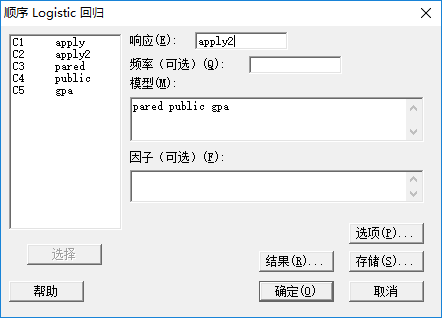 顺序 Logistic 回归
C1 apply
C2 apply2
C3 pared
C4 public
C5 gpa
响应(E): apply2
频率（可选）(Q):
模型(M):
pared public gpa
因子（可选）(F):
选项(P)...
选择
结果(R)...
存储(S)...
帮助
确定(O)
取消